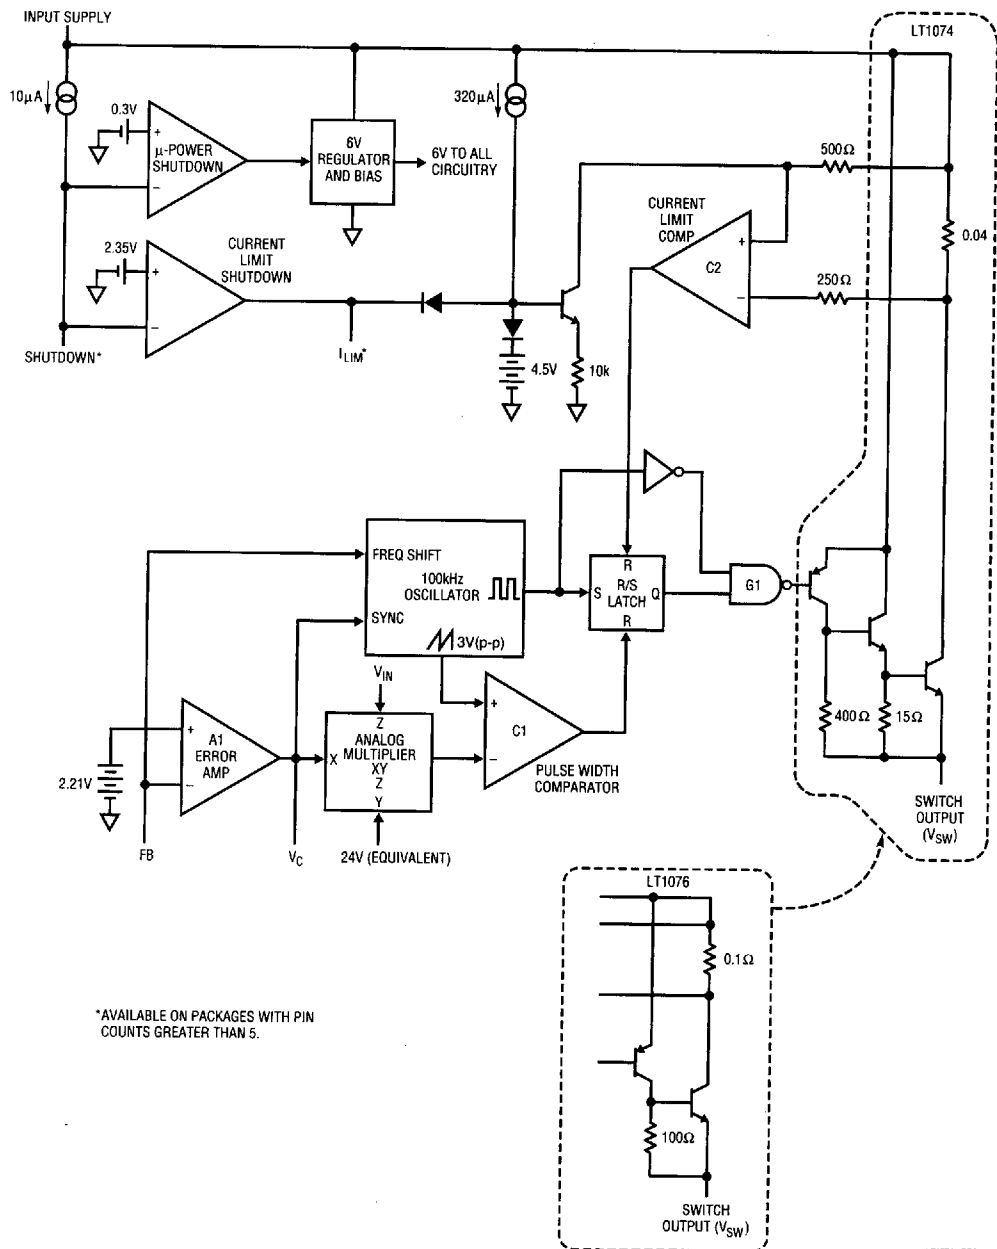 INPUT SUPPLY
LT1074
10µA
0.3V
+
µ-POWER
SHUTDOWN
−
6V
REGULATOR
AND BIAS
6V TO ALL
CIRCUITRY
320µA
500Ω
0.04
CURRENT
LIMIT
COMP
+
C2
−
250Ω
2.35V
+
CURRENT
LIMIT
SHUTDOWN
−
SHUTDOWN*
ILIM*
4.5V
10k
FREQ SHIFT
100kHz
OSCILLATOR
SYNC
3V(p-p)
R
S
R/S
LATCH
Q
R
G1
VIN
Z
ANALOG
MULTIPLIER
X
XY
Z
Y
+
C1
−
PULSE WIDTH
COMPARATOR
400Ω
15Ω
2.21V
+
A1
ERROR
AMP
−
FB
VC
24V (EQUIVALENT)
SWITCH
OUTPUT
(VSW)
LT1076
0.1Ω
100Ω
SWITCH
OUTPUT (VSW)
*AVAILABLE ON PACKAGES WITH PIN
COUNTS GREATER THAN 5.